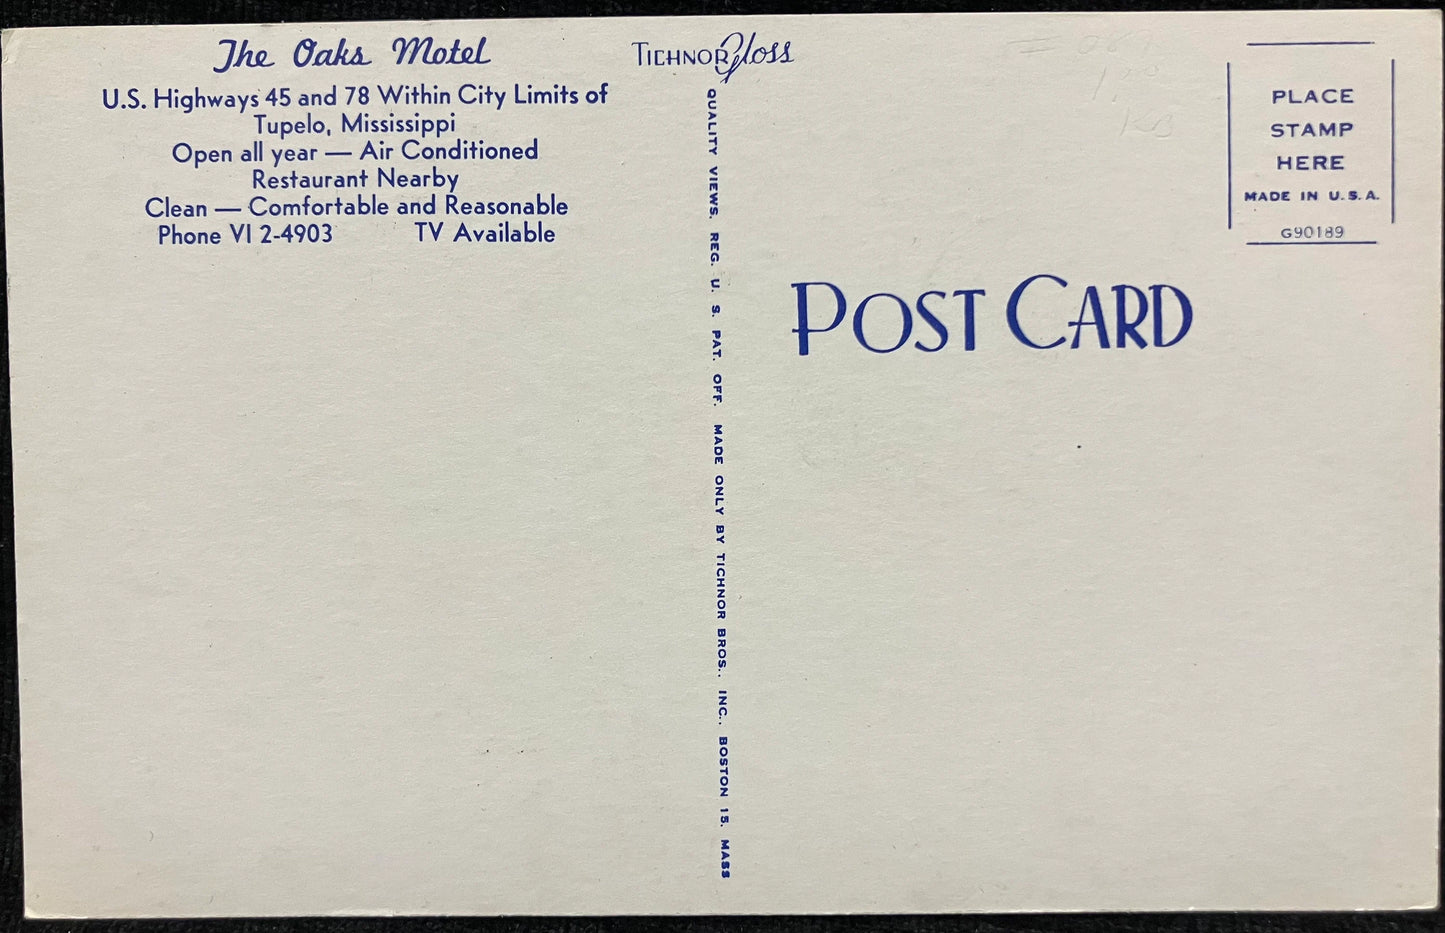 The Oaks Motel
U.S. Highways 45 and 78 Within City Limits of
Tupelo, Mississippi
Open all year — Air Conditioned
Restaurant Nearby
Clean — Comfortable and Reasonable
Phone VI 2-4903 TV Available
TICHNOR Gloss
QUALITY VIEWS. REG. U. S. PAT. OFF. MADE ONLY BY TICHNOR BROS., INC., BOSTON 15, MASS
PLACE
STAMP
HERE
MADE IN U.S.A.
G90189
POST CARD